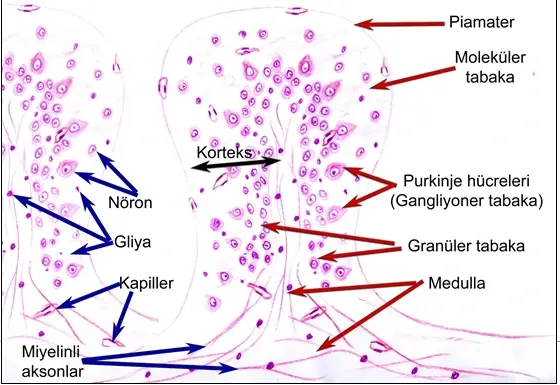 Piamater
Moleküler
tabaka
Korteks
Purkinje hücreleri
(Gangliyoner tabaka)
Nöron
Gliya
Granüler tabaka
Kapiller
Medulla
Miyelinli
aksonlar